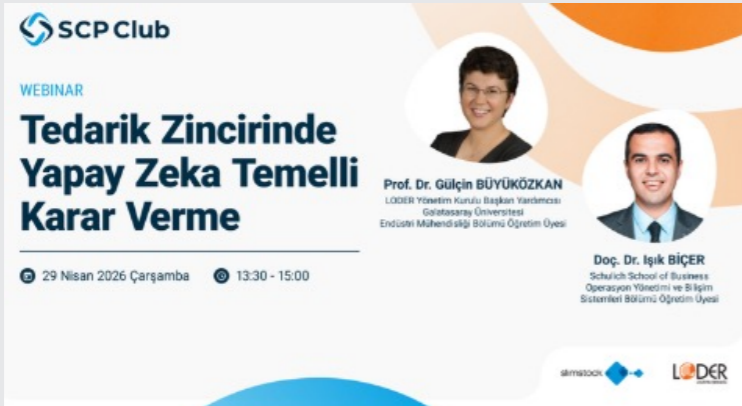 SCP Club
WEBINAR
Tedarik Zincirinde
Yapay Zeka Temelli
Karar Verme
29 Nisan 2026 Çarşamba
13:30 - 15:00
Prof. Dr. Gülçin BÜYÜKÖZKAN
LODER Yönetim Kurulu Başkan Yardımcısı
Galatasaray Üniversitesi
Endüstri Mühendisliği Bölümü Öğretim Üyesi
Doç. Dr. Işık BİÇER
Schulich School of Business
Operasyon Yönetimi ve Bilişim
Sistemleri Bölümü Öğretim Üyesi
slimstock
LODER